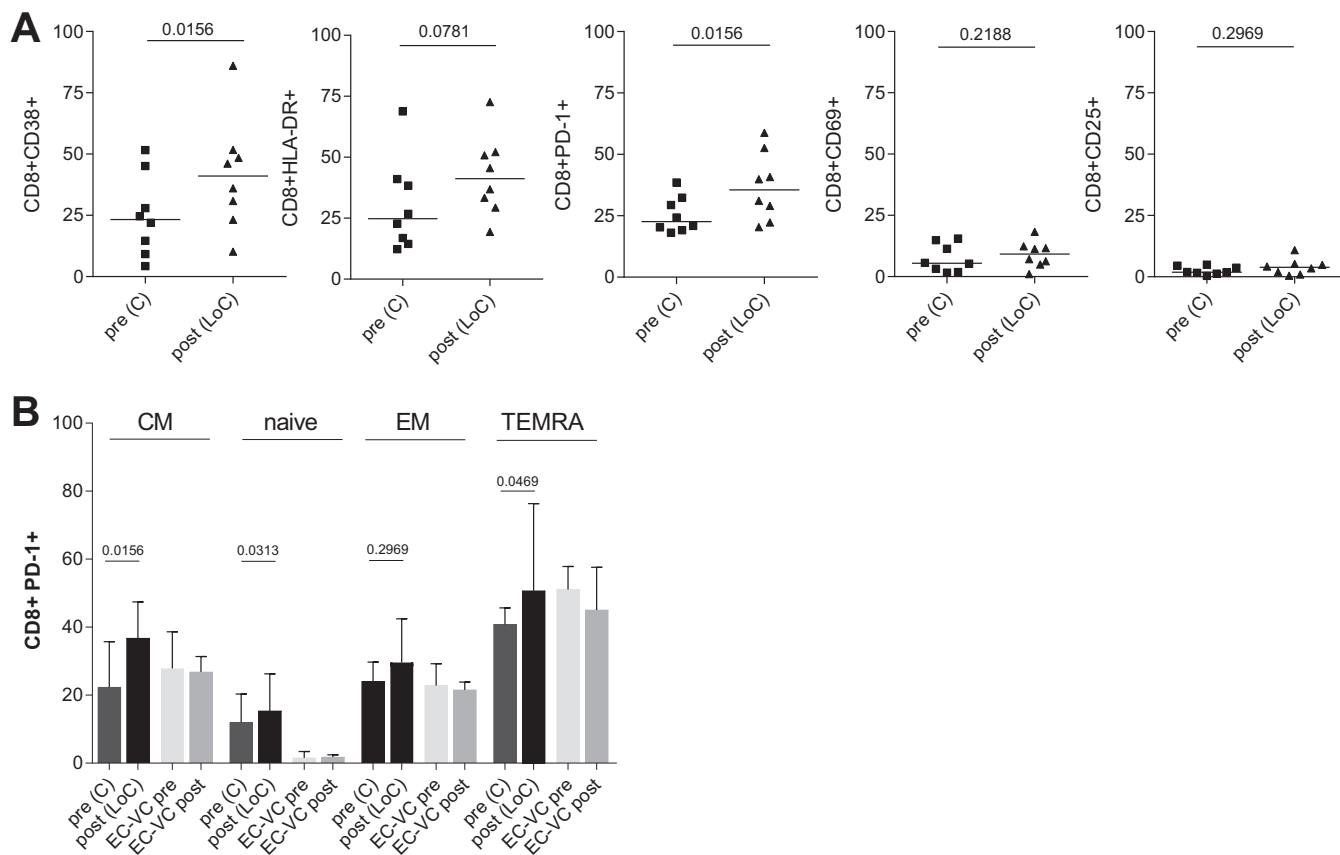 A
0.0156
0.0781
0.0156
0.2188
0.2969
100
75
50
25
0
CD8+CD38+
pre (C)
post (LoC)
100
75
50
25
0
CD8+HLA-DR+
pre (C)
post (LoC)
100
75
50
25
0
CD8+PD-1+
pre (C)
post (LoC)
100
75
50
25
0
CD8+CD69+
pre (C)
post (LoC)
100
75
50
25
0
CD8+CD25+
pre (C)
post (LoC)
B
CM
naive
EM
TEMRA
0.0156
0.0313
0.2969
0.0469
100
80
60
40
20
0
CD8+ PD-1+
pre (C)
post (LoC)
EC-VC pre
EC-VC post
pre (C)
post (LoC)
EC-VC pre
EC-VC post
pre (C)
post (LoC)
EC-VC pre
EC-VC post
pre (C)
post (LoC)
EC-VC pre
EC-VC post